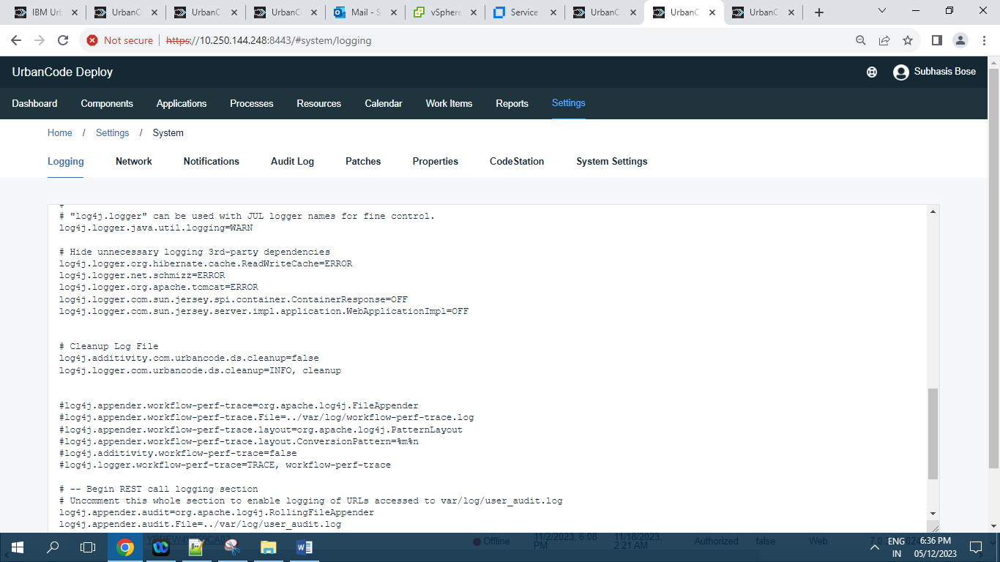 IBM Url
UrbanC
UrbanC
UrbanC
Mail - S
vSphere
Service
UrbanC
UrbanC
UrbanC
Not secure
https://10.250.144.248:8443/#system/logging
UrbanCode Deploy
Subhasis Bose
Dashboard Components Applications Processes Resources Calendar Work Items Reports Settings
Home / Settings / System
Logging Network Notifications Audit Log Patches Properties CodeStation System Settings
#
# "log4j.logger" can be used with JUL logger names for fine control.
log4j.logger.java.util.logging=WARN
# Hide unnecessary logging 3rd-party dependencies
log4j.logger.org.hibernate.cache.ReadWriteCache=ERROR
log4j.logger.net.schmizz=ERROR
log4j.logger.org.apache.tomcat=ERROR
log4j.logger.com.sun.jersey.spi.container.ContainerResponse=OFF
log4j.logger.com.sun.jersey.server.impl.application.WebApplicationImpl=OFF
# Cleanup Log File
log4j.additivity.com.urbancode.ds.cleanup=false
log4j.logger.com.urbancode.ds.cleanup=INFO, cleanup
#log4j.appender.workflow-perf-trace=org.apache.log4j.FileAppender
#log4j.appender.workflow-perf-trace.File=../var/log/workflow-perf-trace.log
#log4j.appender.workflow-perf-trace.layout=org.apache.log4j.PatternLayout
#log4j.appender.workflow-perf-trace.layout.ConversionPattern=%m%n
#log4j.additivity.workflow-perf-trace=false
#log4j.logger.workflow-perf-trace=TRACE, workflow-perf-trace
# -- Begin REST call logging section
# Uncomment this whole section to enable logging of URLs accessed to var/log/user_audit.log
log4j.appender.audit=org.apache.log4j.RollingFileAppender
log4j.appender.audit.File=../var/log/user_audit.log
Offline
11/2/2023, 6:08 PM
11/18/2023, 2:21 AM
Authorized
false
Web
ENG
IN
6:36 PM
05/12/2023